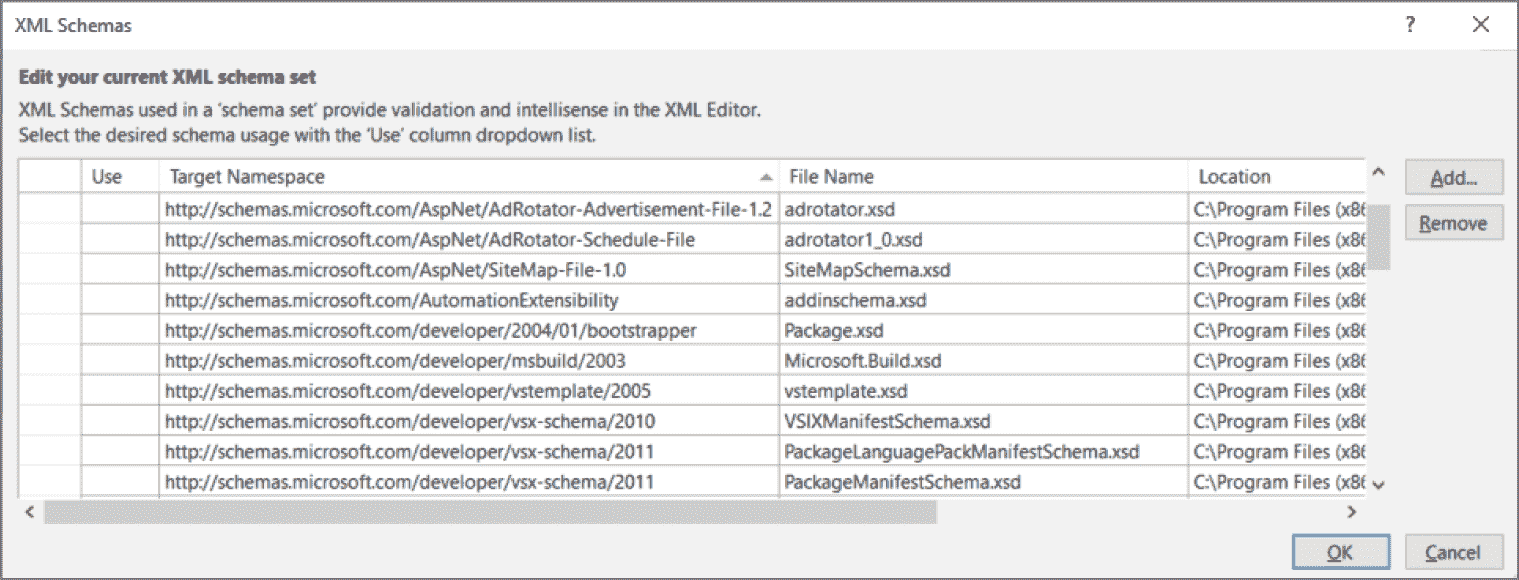 XML Schemas ?
Edit your current XML schema set
XML Schemas used in a ‘schema set’ provide validation and intellisense in the XML Editor.
Select the desired schema usage with the ‘Use’ column dropdown list.
Use Target Namespace File Name Location Add...
http://schemas.microsoft.com/AspNet/AdRotator-Advertisement-File-1.2 adrotator.xsd C:\Program Files (x86
Remove
http://schemas.microsoft.com/AspNet/AdRotator-Schedule-File adrotator1_0.xsd C:\Program Files (x86
http://schemas.microsoft.com/AspNet/SiteMap-File-1.0 SiteMapSchema.xsd C:\Program Files (x86
http://schemas.microsoft.com/AutomationExtensibility addinschema.xsd C:\Program Files (x86
http://schemas.microsoft.com/developer/2004/01/bootstrapper Package.xsd C:\Program Files (x86
http://schemas.microsoft.com/developer/msbuild/2003 Microsoft.Build.xsd C:\Program Files (x86
http://schemas.microsoft.com/developer/vstemplate/2005 vstemplate.xsd C:\Program Files (x86
http://schemas.microsoft.com/developer/vsx-schema/2010 VSIXManifestSchema.xsd C:\Program Files (x86
http://schemas.microsoft.com/developer/vsx-schema/2011 PackageLanguagePackManifestSchema.xsd C:\Program Files (x86
http://schemas.microsoft.com/developer/vsx-schema/2011 PackageManifestSchema.xsd C:\Program Files (x86
OK Cancel